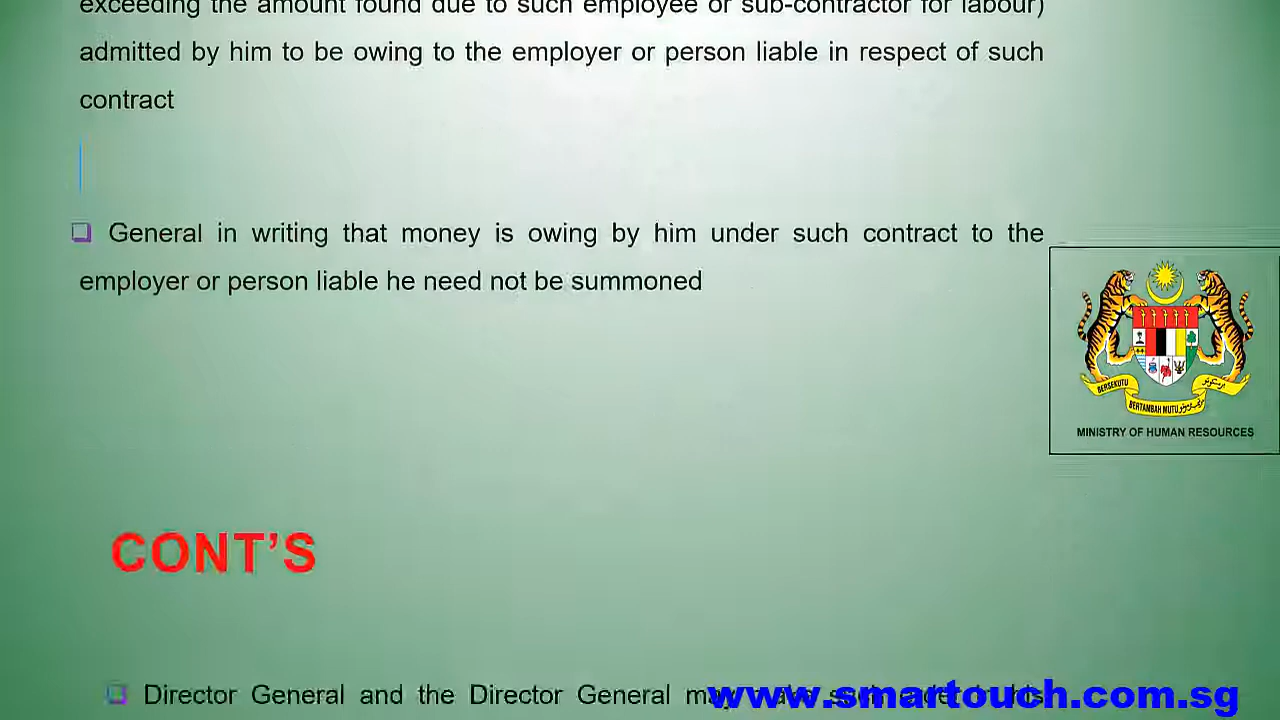 exceeding the amount found due to such employee or sub-contractor for labour)
admitted by him to be owing to the employer or person liable in respect of such
contract
General in writing that money is owing by him under such contract to the
employer or person liable he need not be summoned
BERSEKUTU
BERTAMBAH MUTU
MINISTRY OF HUMAN RESOURCES
CONT'S
Director General and the Director General may
www.smartouch.com.sg